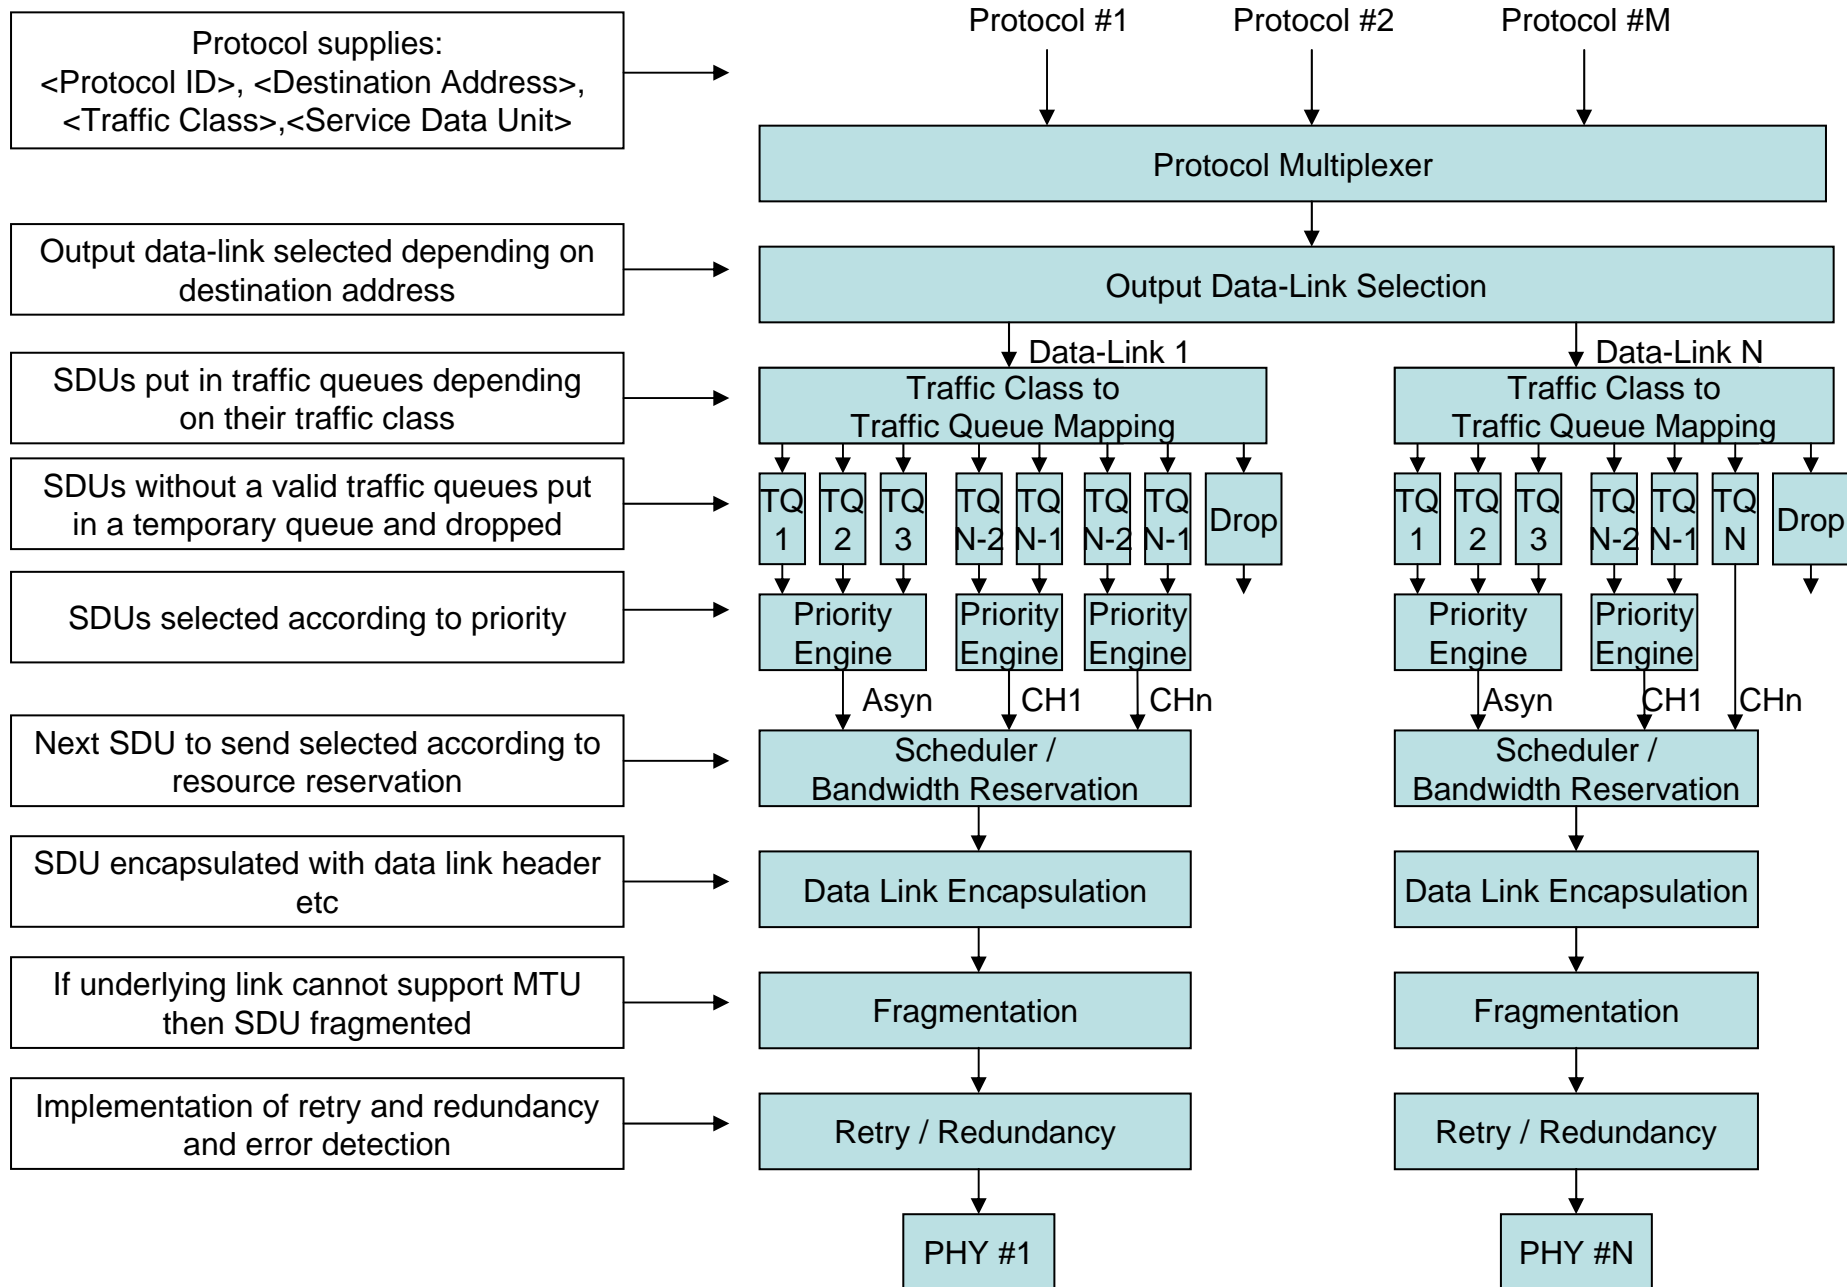 Protocol supplies:
<Protocol ID>, <Destination Address>,
<Traffic Class>,<Service Data Unit>
Protocol #1
Protocol #2
Protocol #M
Protocol Multiplexer
Output data-link selected depending on
destination address
Output Data-Link Selection
Data-Link 1
Data-Link N
SDUs put in traffic queues depending
on their traffic class
Traffic Class to
Traffic Queue Mapping
Traffic Class to
Traffic Queue Mapping
SDUs without a valid traffic queues put
in a temporary queue and dropped
TQ
1
TQ
2
TQ
3
TQ
N-2
TQ
N-1
TQ
N-2
TQ
N-1
Drop
TQ
1
TQ
2
TQ
3
TQ
N-2
TQ
N-1
TQ
N
Drop
SDUs selected according to priority
Priority
Engine
Priority
Engine
Priority
Engine
Priority
Engine
Priority
Engine
Asyn
CH1
CHn
Asyn
CH1
CHn
Next SDU to send selected according to
resource reservation
Scheduler /
Bandwidth Reservation
Scheduler /
Bandwidth Reservation
SDU encapsulated with data link header
etc
Data Link Encapsulation
Data Link Encapsulation
If underlying link cannot support MTU
then SDU fragmented
Fragmentation
Fragmentation
Implementation of retry and redundancy
and error detection
Retry / Redundancy
Retry / Redundancy
PHY #1
PHY #N